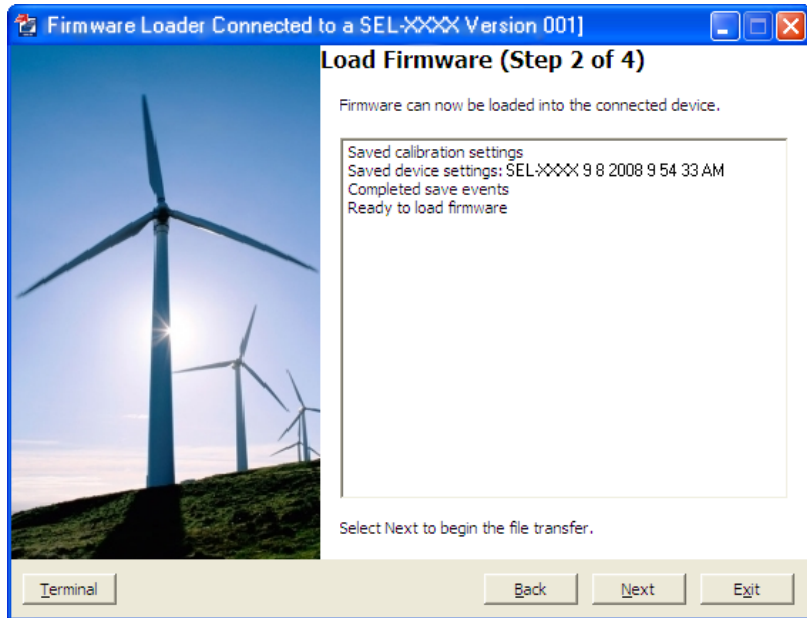 Firmware Loader Connected to a SEL-XXXX Version 001]
Load Firmware (Step 2 of 4)
Firmware can now be loaded into the connected device.
Saved calibration settings
Saved device settings: SEL-XXXX 9 8 2008 9 54 33 AM
Completed save events
Ready to load firmware
Select Next to begin the file transfer.
Terminal Back Next Exit